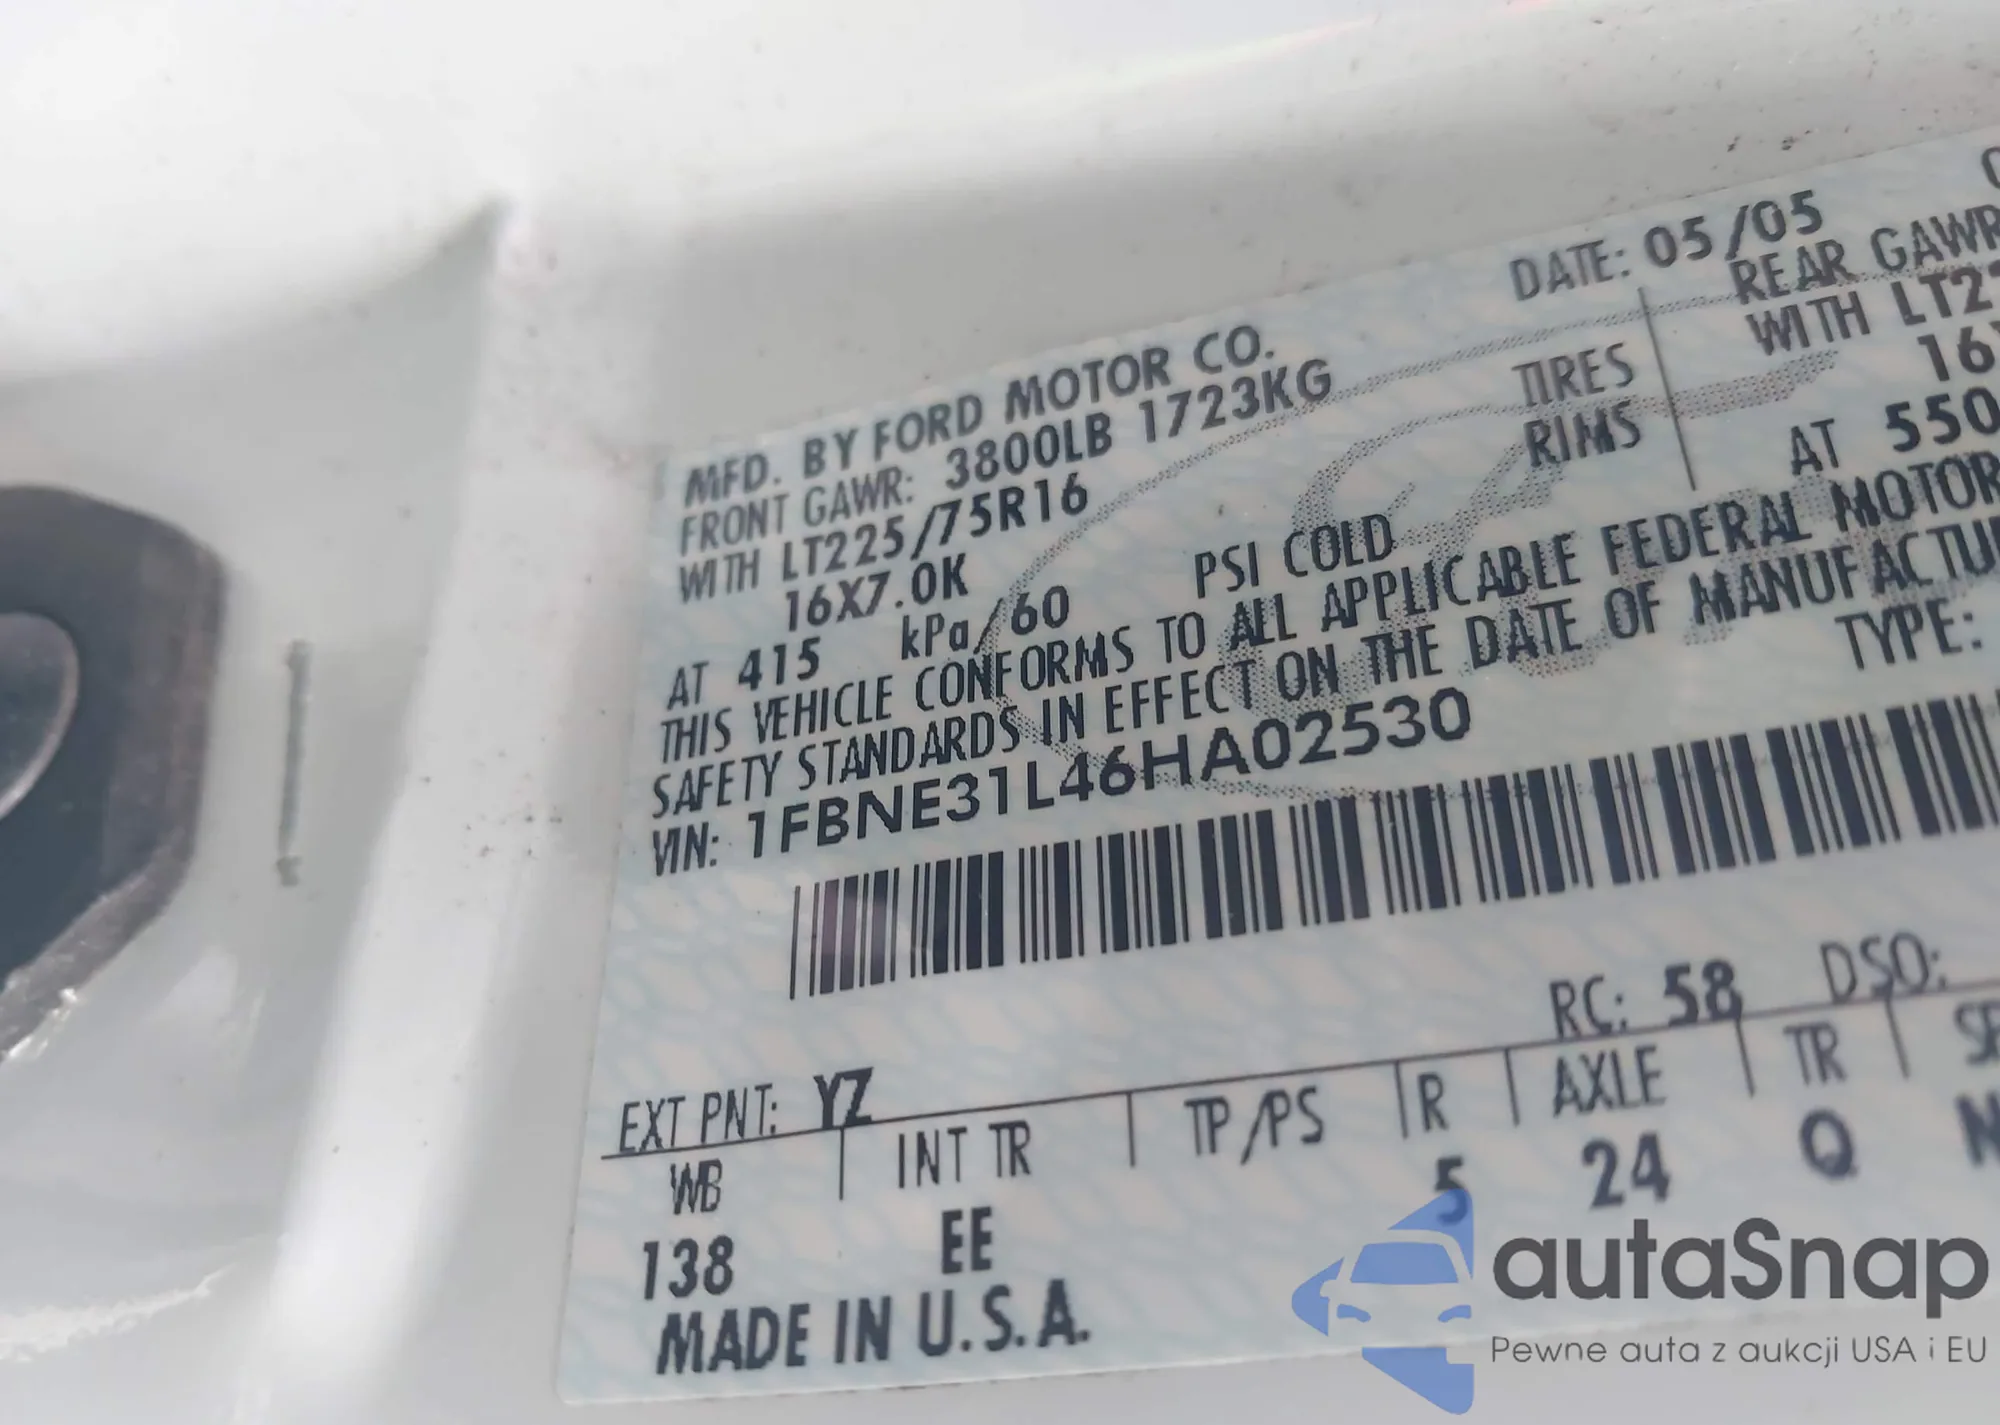 DATE: 05/05
MFD. BY FORD MOTOR CO.
FRONT GAWR: 3800LB 1723KG
REAR GAWR
WITH LT225/75R16
TIRES
WITH LT2
16X7.0K
RIMS
16
AT 415 kPa/60 PSI COLD
AT 550
THIS VEHICLE CONFORMS TO ALL APPLICABLE FEDERAL MOTOR
SAFETY STANDARDS IN EFFECT ON THE DATE OF MANUFACTU
VIN: 1FBNE31L46HA02530
TYPE:
EXT PNT: YZ
RC: 58 DSO:
WB INT TR TP/PS R AXLE TR
138 EE 5 24 Q
MADE IN U.S.A.
autaSnap
Pewne auta z aukcji USA i EU